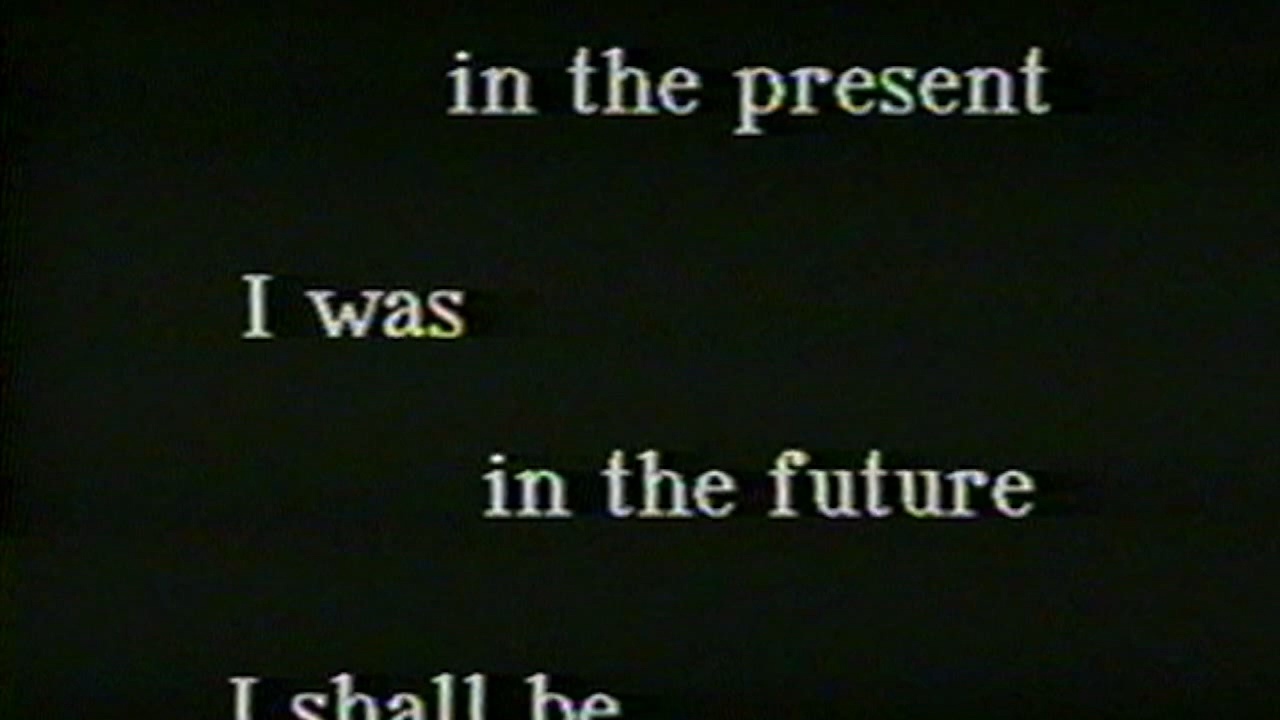 in the present
I was
in the future
I shall be